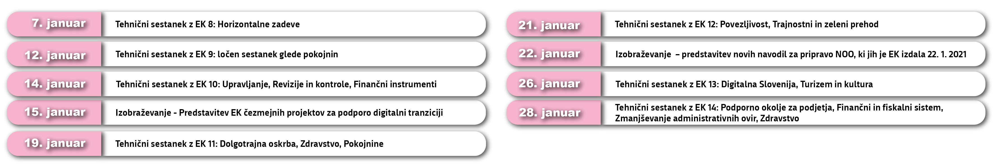 7. januar
Tehnični sestanek z EK 8: Horizontalne zadeve
12. januar
Tehnični sestanek z EK 9: ločen sestanek glede pokojnin
14. januar
Tehnični sestanek z EK 10: Upravljanje, Revizije in kontrole, Finančni instrumenti
15. januar
Izobraževanje - Predstavitev EK čezmejnih projektov za podporo digitalni tranziciji
19. januar
Tehnični sestanek z EK 11: Dolgotrajna oskrba, Zdravstvo, Pokojnine
21. januar
Tehnični sestanek z EK 12: Povezljivost, Trajnostni in zeleni prehod
22. januar
Izobraževanje – predstavitev novih navodil za pripravo NOO, ki jih je EK izdala 22. 1. 2021
26. januar
Tehnični sestanek z EK 13: Digitalna Slovenija, Turizem in kultura
28. januar
Tehnični sestanek z EK 14: Podporno okolje za podjetja, Finančni in fiskalni sistem,
Zmanjševanje administrativnih ovir, Zdravstvo